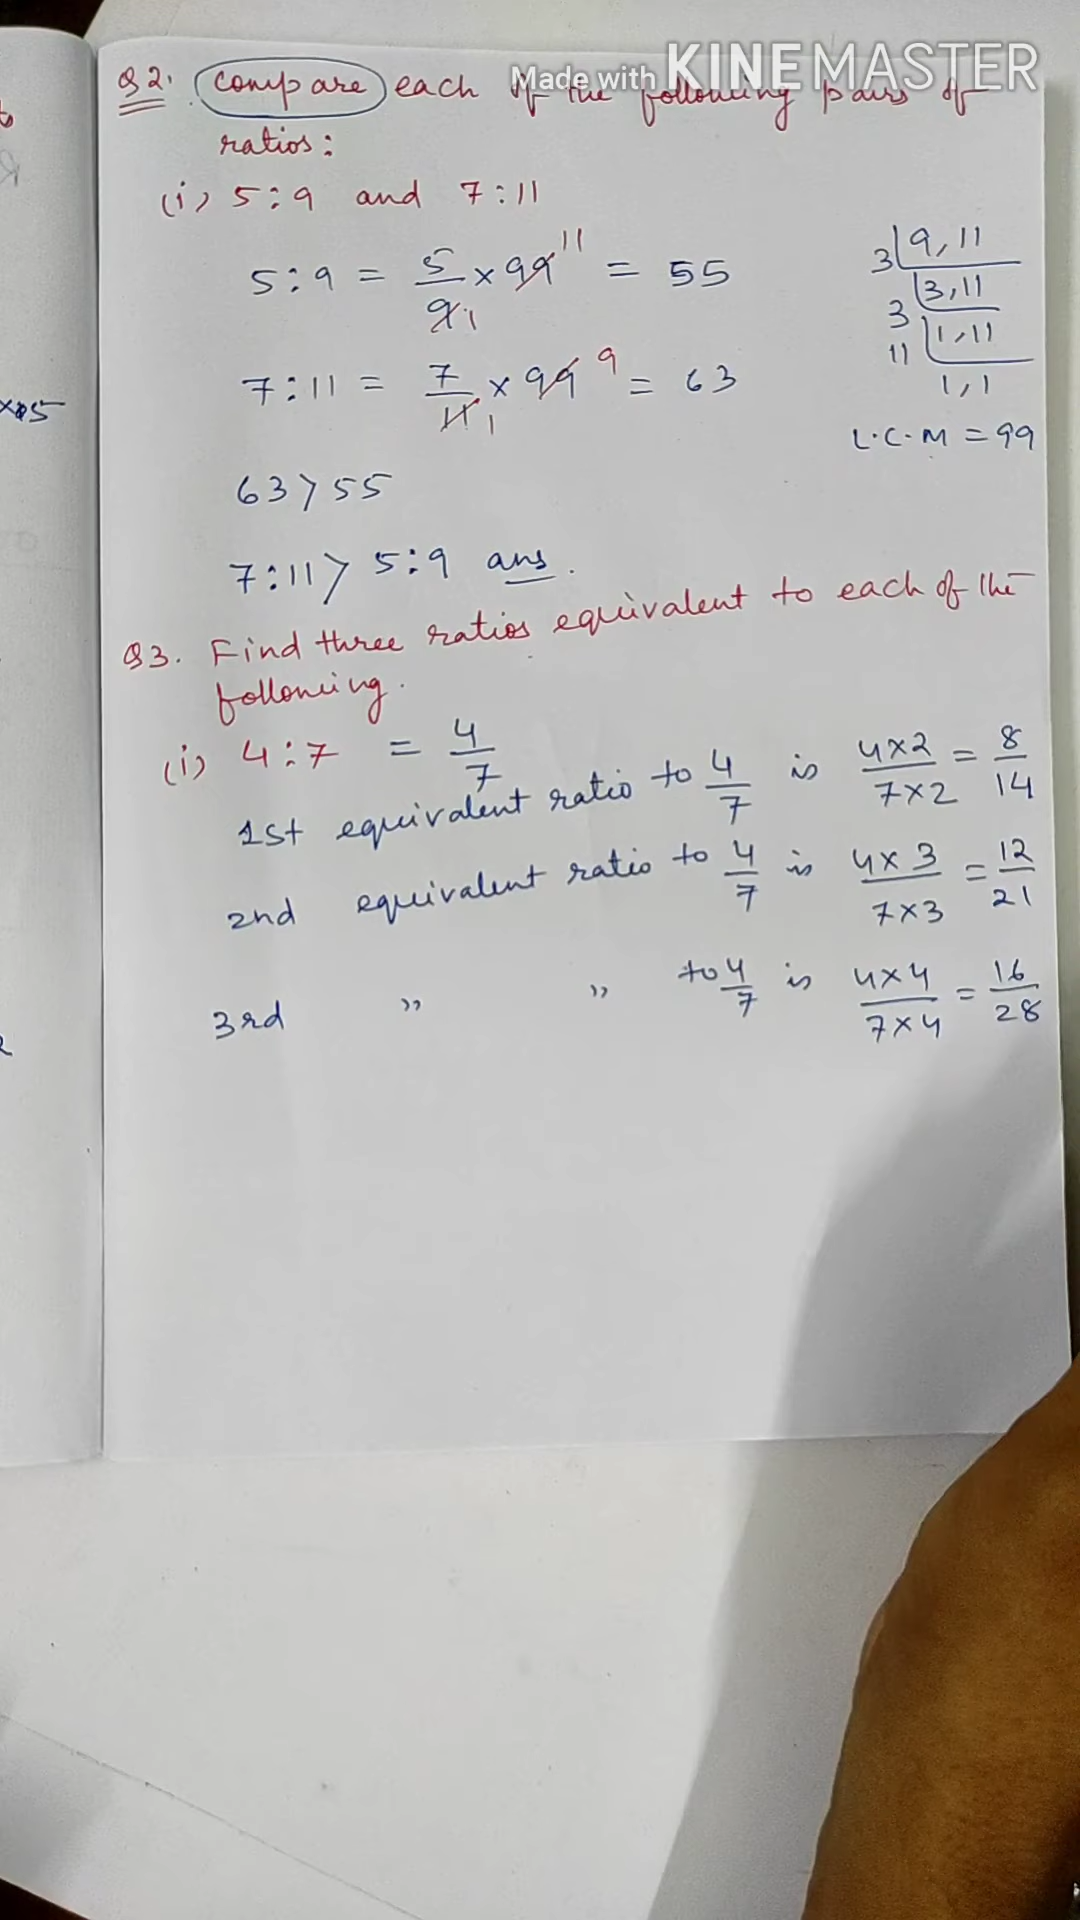 Made with KINEMASTER
Q2. Compare each of the following pairs of
ratios:
(i) 5:9 and 7:11
5:9 = 5/9 1 × 99 11 = 55
7:11 = 7/11 1 × 99 9 = 63
63 > 55
7:11 > 5:9 ans.
3 | 9, 11
3 | 3, 11
11 | 1, 11
1, 1
L.C.M = 99
Q3. Find three ratios equivalent to each of the
following.
(i) 4:7 = 4/7
1st equivalent ratio to 4/7 is 4×2/7×2 = 8/14
2nd equivalent ratio to 4/7 is 4×3/7×3 = 12/21
3rd " " to 4/7 is 4×4/7×4 = 16/28